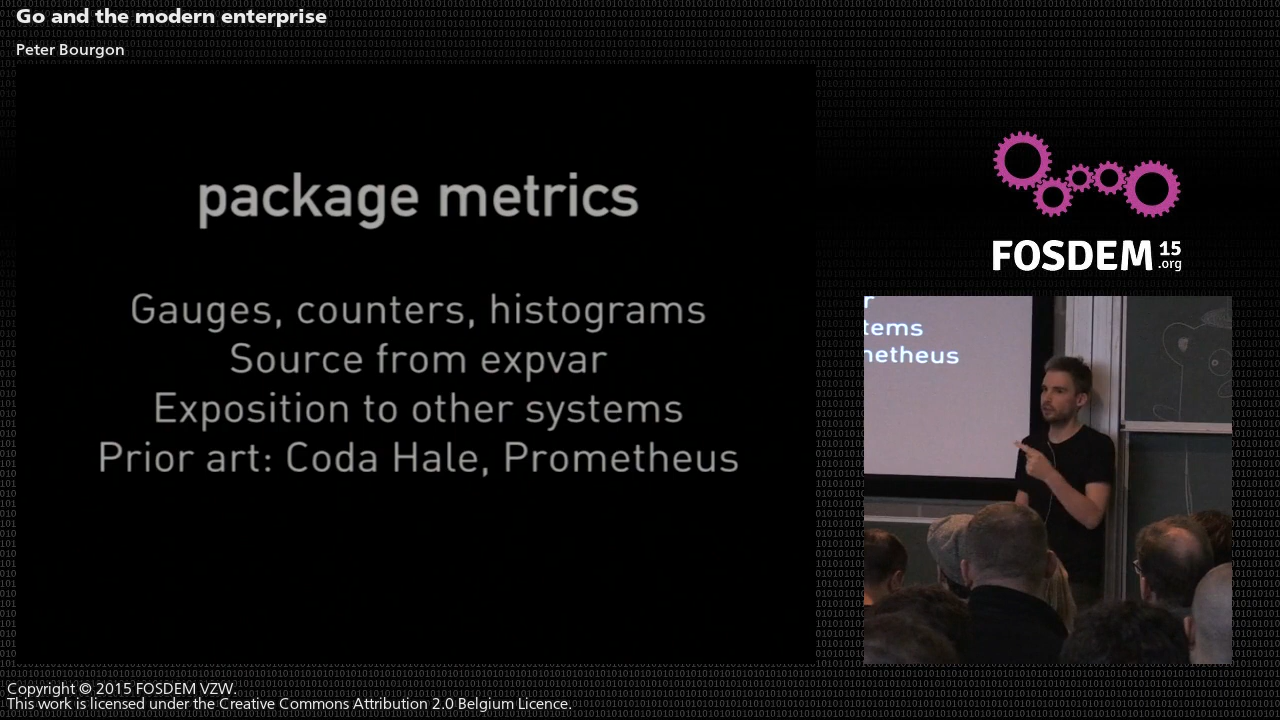 Go and the modern enterprise
Peter Bourgon
package metrics
Gauges, counters, histograms
Source from expvar
Exposition to other systems
Prior art: Coda Hale, Prometheus
FOSDEM 15
.org
tems
netheus
Copyright © 2015 FOSDEM VZW.
This work is licensed under the Creative Commons Attribution 2.0 Belgium Licence.